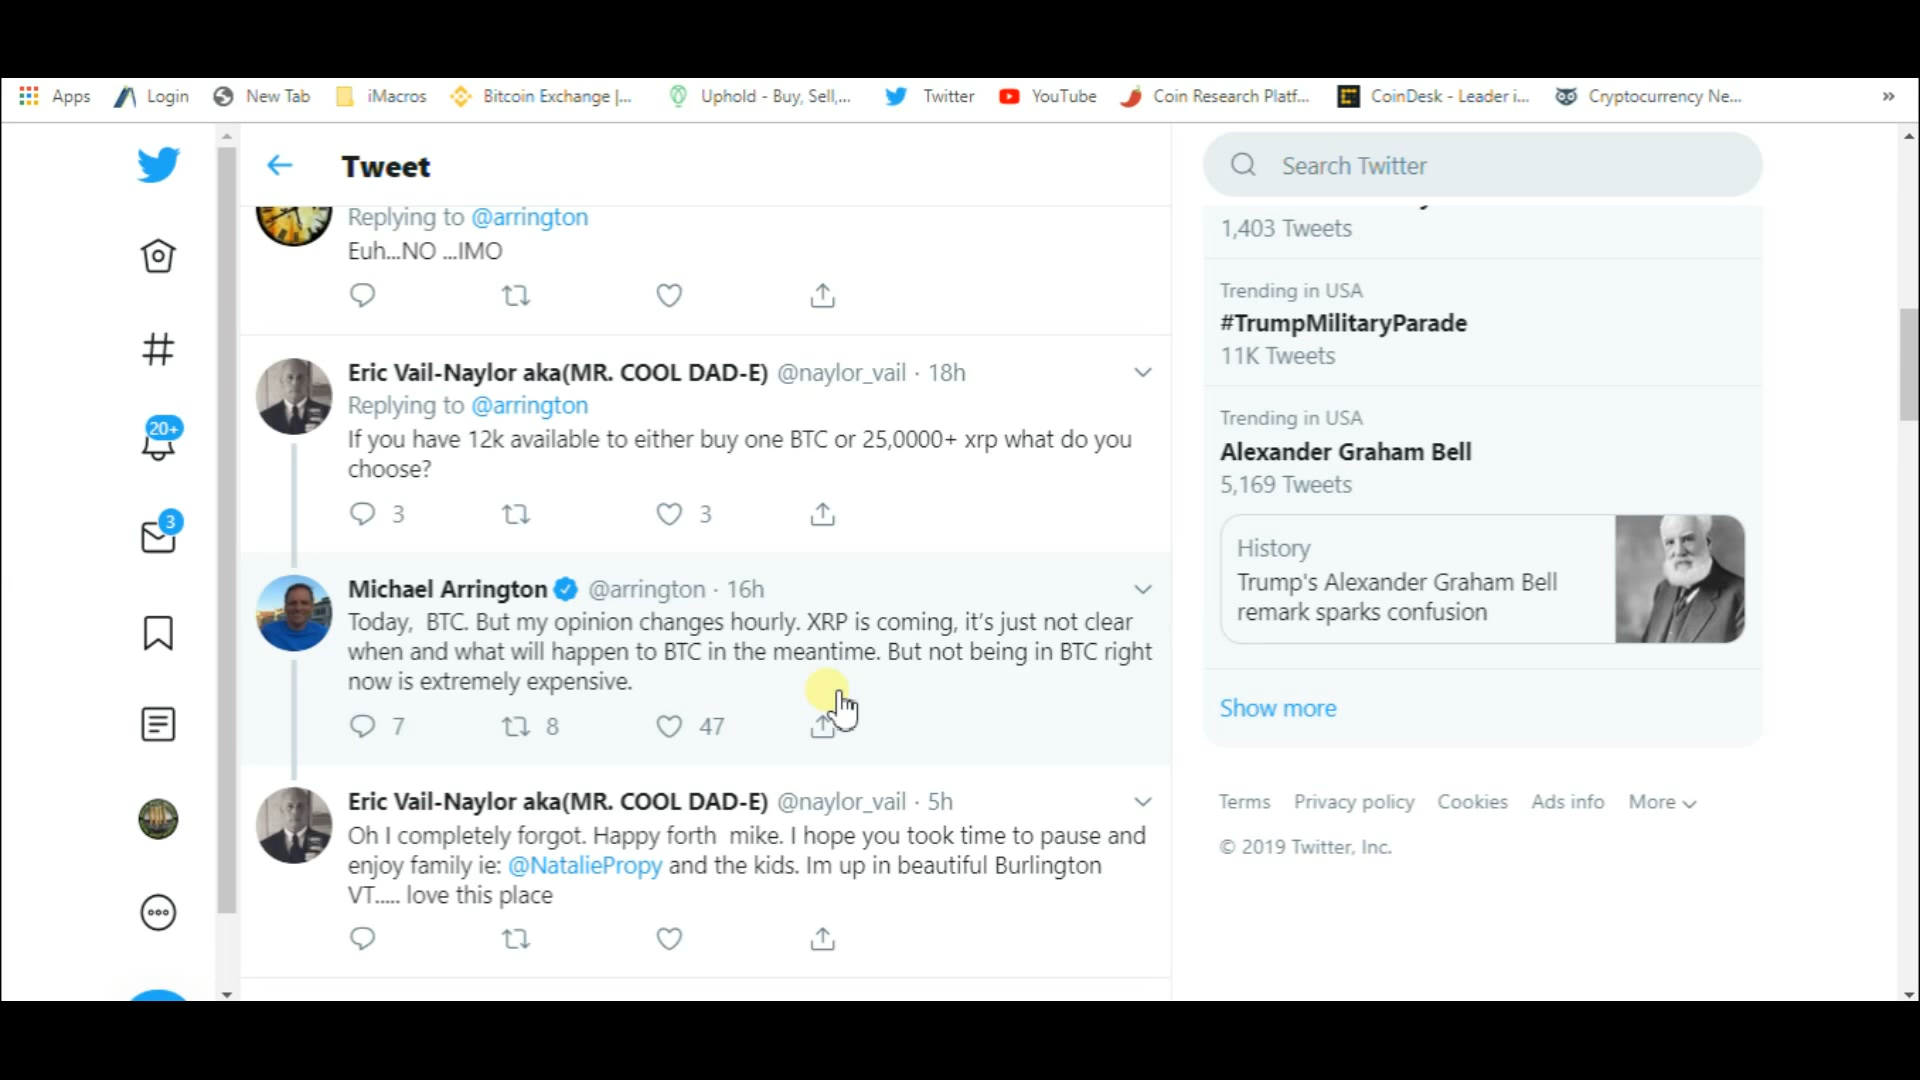 Apps Login New Tab iMacros Bitcoin Exchange |... Uphold - Buy, Sell,... Twitter YouTube Coin Research Platf... CoinDesk - Leader i... Cryptocurrency Ne... »
Tweet
Replying to @arrington
Euh...NO ...IMO
Eric Vail-Naylor aka(MR. COOL DAD-E) @naylor_vail · 18h
Replying to @arrington
If you have 12k available to either buy one BTC or 25,0000+ xrp what do you
choose?
3 3
Michael Arrington @arrington · 16h
Today,  BTC. But my opinion changes hourly. XRP is coming, it's just not clear
when and what will happen to BTC in the meantime. But not being in BTC right
now is extremely expensive.
7 8 47
Eric Vail-Naylor aka(MR. COOL DAD-E) @naylor_vail · 5h
Oh I completely forgot. Happy forth  mike. I hope you took time to pause and
enjoy family ie: @NataliePropy and the kids. Im up in beautiful Burlington
VT..... love this place
20+
3
Search Twitter
1,403 Tweets
Trending in USA
#TrumpMilitaryParade
11K Tweets
Trending in USA
Alexander Graham Bell
5,169 Tweets
History
Trump's Alexander Graham Bell
remark sparks confusion
Show more
Terms Privacy policy Cookies Ads info More
© 2019 Twitter, Inc.